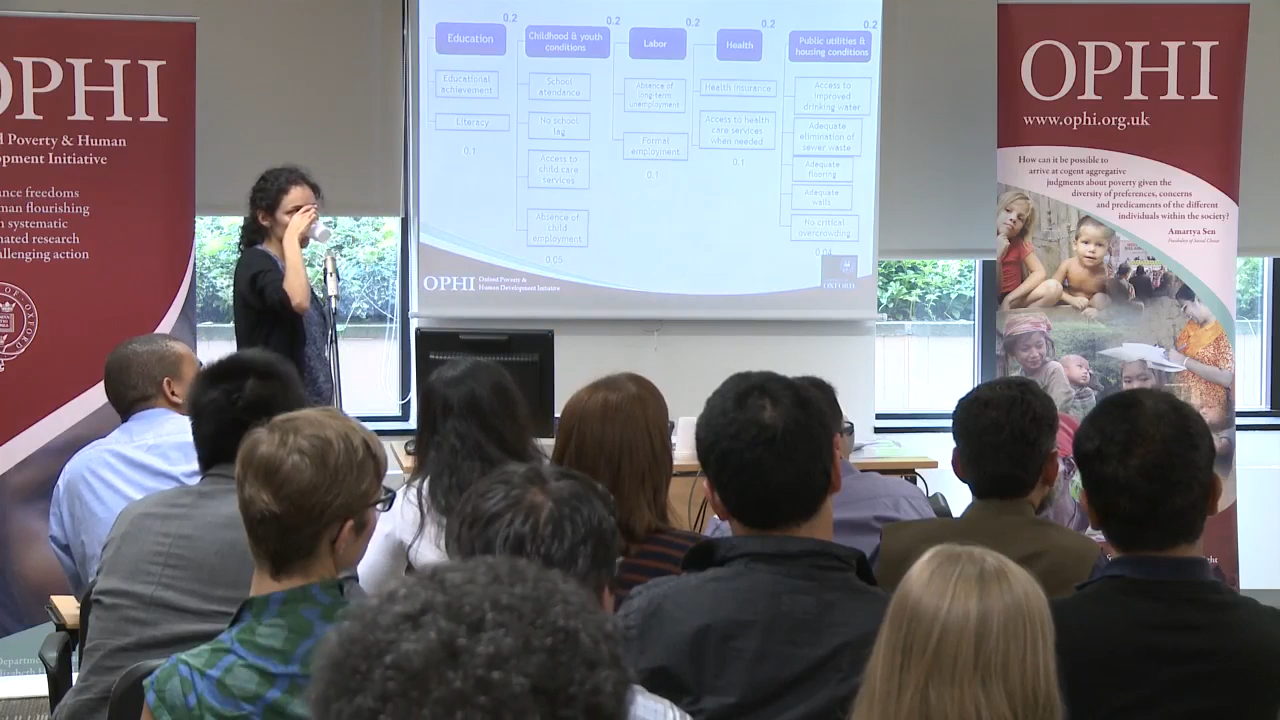 OPHI
d Poverty & Human
opment Initiative
ance freedoms
man flourishing
h systematic
nated research
allenging action
0.2
Education
Educational
achievement
Literacy
0.1
0.2
Childhood & youth
conditions
School
atendance
No school
lag
Access to
child care
services
Absence of
child
employment
0.05
0.2
Labor
Absence of
long-term
unemployment
Formal
employment
0.1
0.2
Health
Health insurance
Access to health
care services
when needed
0.1
0.2
Public utilities &
housing conditions
Access to
improved
drinking water
Adequate
elimination of
sewer waste
Adequate
flooring
Adequate
walls
No critical
overcrowding
0.04
OPHI
Oxford Poverty &
Human Development Initiative
OXFORD
OPHI
www.ophi.org.uk
How can it be possible to
arrive at cogent aggregative
judgments about poverty given the
diversity of preferences, concerns
and predicaments of the different
individuals within the society?
Amartya Sen
Possibility of Social Choice